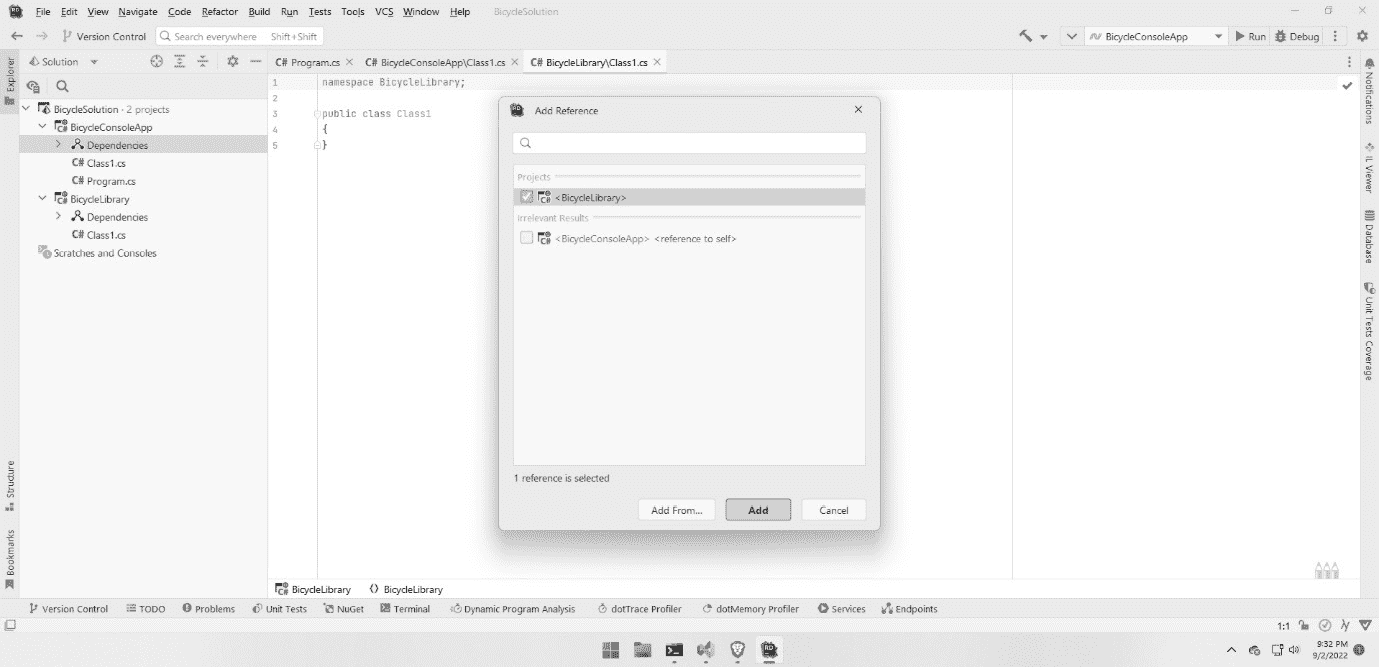 RD File Edit View Navigate Code Refactor Build Run Tests Tools VCS Window Help BicycleSolution
Version Control Search everywhere Shift+Shift BicycleConsoleApp Run Debug
Solution C# Program.cs C# BicycleConsoleApp\Class1.cs C# BicycleLibrary\Class1.cs
Explorer
BicycleSolution · 2 projects
BicycleConsoleApp
Dependencies
C# Class1.cs
C# Program.cs
BicycleLibrary
Dependencies
C# Class1.cs
Scratches and Consoles
Structure
Bookmarks
1 namespace BicycleLibrary;
2
3 public class Class1
4 {
5 }
Add Reference
Projects
<BicycleLibrary>
Irrelevant Results
<BicycleConsoleApp> <reference to self>
1 reference is selected
Add From... Add Cancel
Notifications
IL Viewer
Database
Unit Tests Coverage
BicycleLibrary BicycleLibrary
Version Control TODO Problems Unit Tests NuGet Terminal Dynamic Program Analysis dotTrace Profiler dotMemory Profiler Services Endpoints
1:1
9:32 PM
9/2/2022